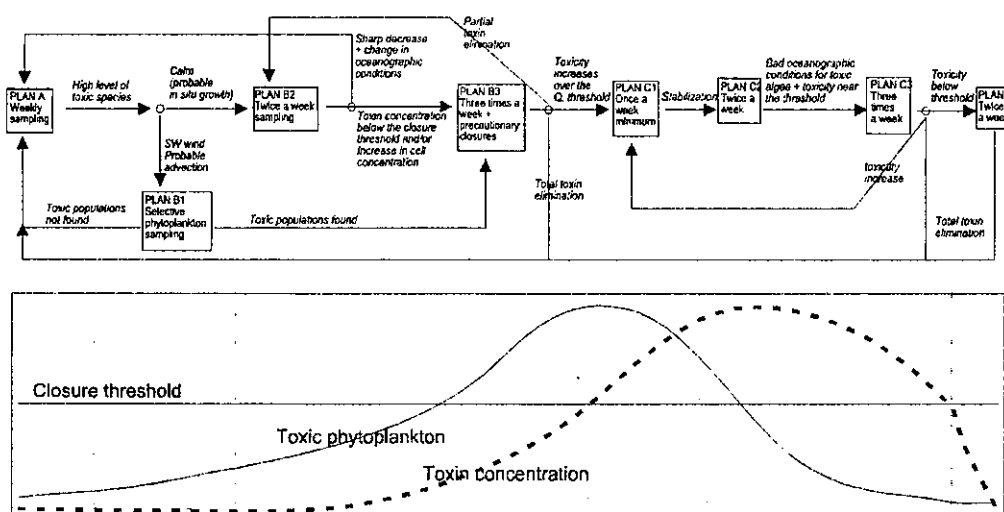 Partial
toxin
elimination
Sharp decrease
+ change in
oceanographic
conditions
PLAN A
Weekly
sampling
High level of
toxic species
Calm
(probable
in situ growth)
PLAN B2
Twice a week
sampling
Toxin concentration
below the closure
threshold and/or
Increase in cell
concentration
PLAN B3
Three times a
week +
precautionary
closures
Toxicity
increases
over the
Q. threshold
PLAN C1
Once a
week
minimum
Stabilization
PLAN C2
Twice a
week
Bad oceanographic
conditions for toxic
algae + toxicity near
the threshold
PLAN C3
Three
times
a week
Toxicity
below
threshold
PLAN
Twice
a wee
SW wind
Probable
advection
Toxic populations
not found
PLAN B1
Selective
phytoplankton
sampling
Toxic populations found
Total toxin
elimination
toxicity
increase
Total toxin
elimination
Closure threshold
Toxic phytoplankton
Toxin concentration